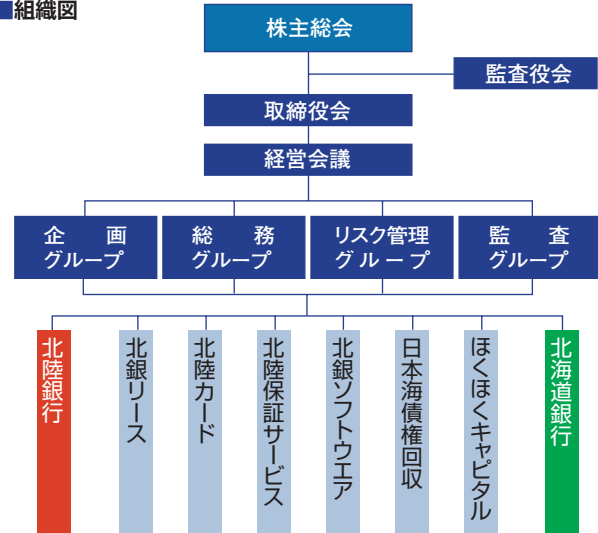 ■組織図
株主総会
監査役会
取締役会
経営会議
企画
グループ
総務
グループ
リスク管理
グループ
監査
グループ
北陸銀行
北銀リース
北陸カード
北陸保証サービス
北銀ソフトウエア
日本海債権回収
ほくほくキャピタル
北海道銀行